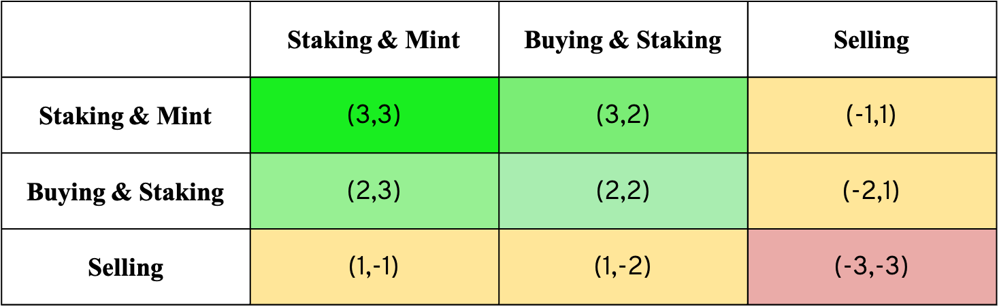 Staking & Mint Buying & Staking Selling
Staking & Mint (3,3) (3,2) (-1,1)
Buying & Staking (2,3) (2,2) (-2,1)
Selling (1,-1) (1,-2) (-3,-3)